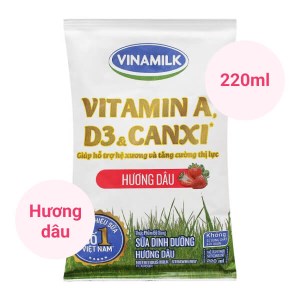 VINAMILK
220ml
VITAMIN A,
D3 & CANXI*
Giúp hỗ trợ hệ xương và tăng cường thị lực
HƯƠNG DÂU
Hương
dâu
SỐ 1
VIỆT NAM
SỮA DINH DƯỠNG
HƯƠNG DÂU
Không